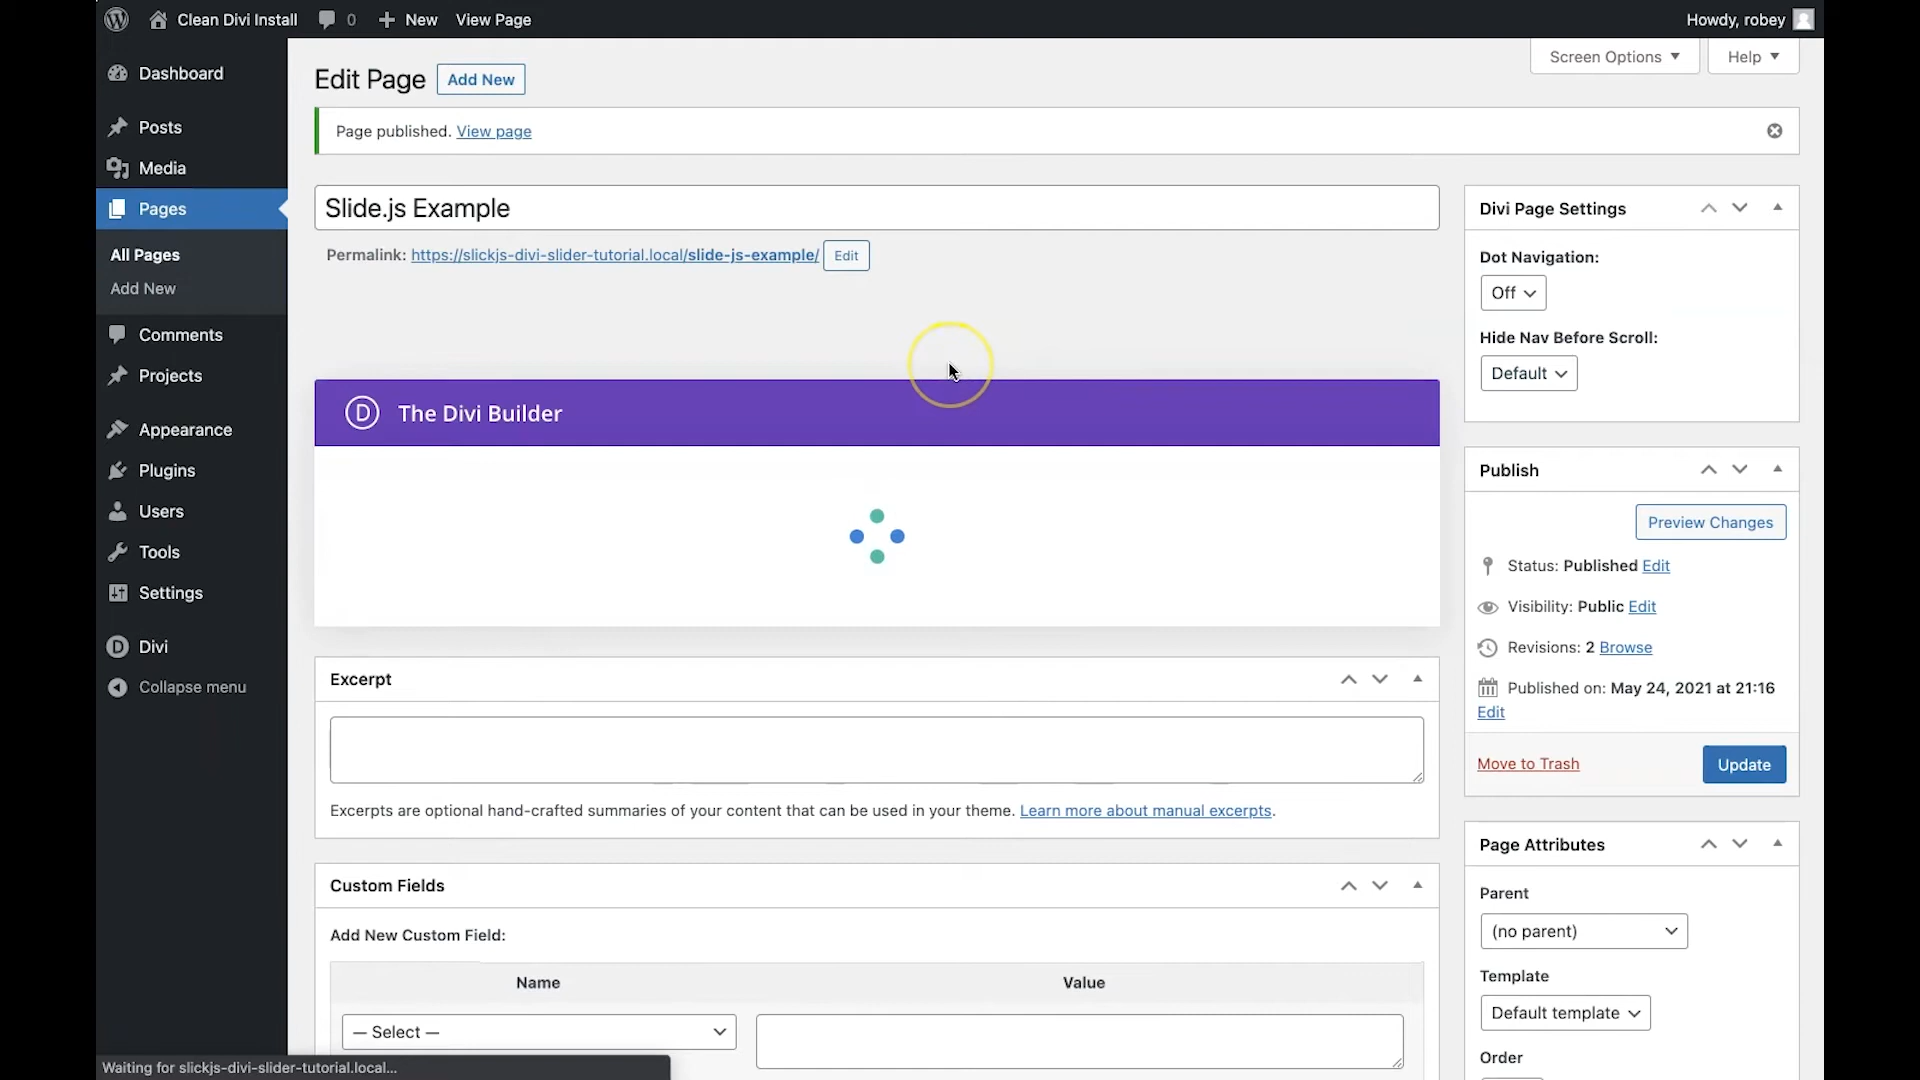 Clean Divi Install
0
New
View Page
Howdy, robey
Dashboard
Posts
Media
Pages
All Pages
Add New
Comments
Projects
Appearance
Plugins
Users
Tools
Settings
Divi
Collapse menu
Screen Options
Help
Edit Page
Add New
Page published. View page
Slide.js Example
Permalink: https://slickjs-divi-slider-tutorial.local/slide-js-example/ Edit
D The Divi Builder
Excerpt
Excerpts are optional hand-crafted summaries of your content that can be used in your theme. Learn more about manual excerpts.
Custom Fields
Add New Custom Field:
Name
Value
— Select —
Divi Page Settings
Dot Navigation:
Off
Hide Nav Before Scroll:
Default
Publish
Preview Changes
Status: Published Edit
Visibility: Public Edit
Revisions: 2 Browse
Published on: May 24, 2021 at 21:16
Edit
Move to Trash
Update
Page Attributes
Parent
(no parent)
Template
Default template
Order
Waiting for slickjs-divi-slider-tutorial.local...